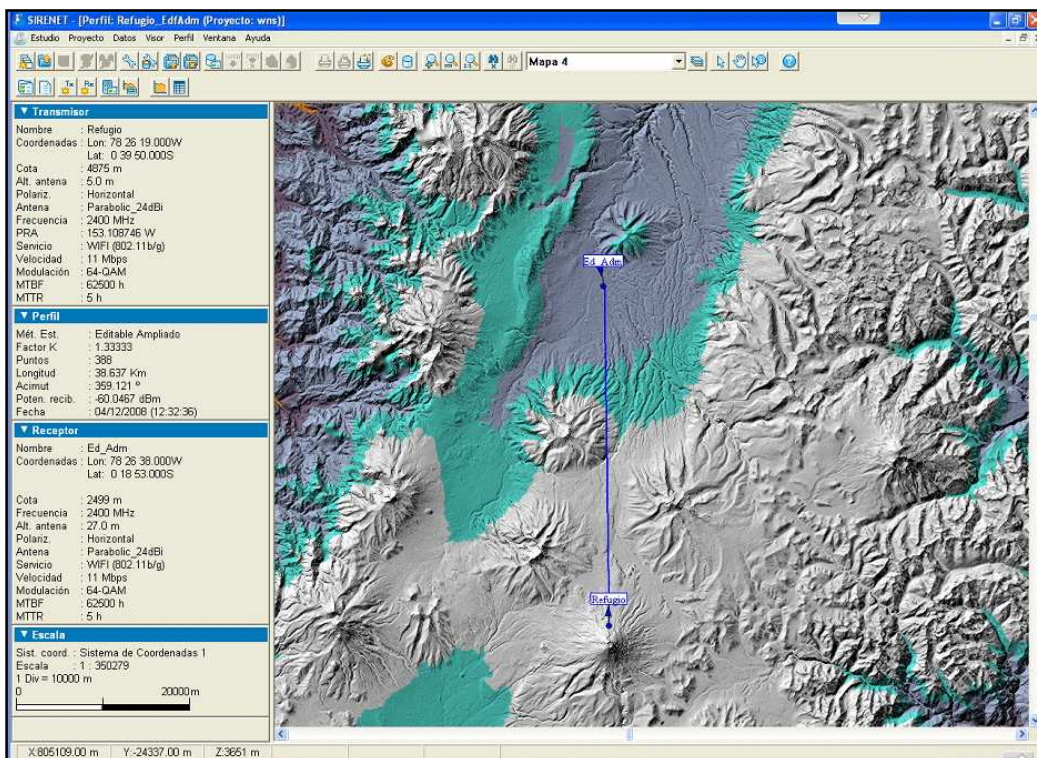 SIRENET - [Perfil: Refugio_EdfAdm (Proyecto: wns)]
Estudio Proyecto Datos Visor Perfil Ventana Ayuda
Mapa 4
Transmisor
Nombre : Refugio
Coordenadas : Lon: 78 26 19.000W
Lat: 0 39 50.000S
Cota : 4875 m
Alt. antena : 5.0 m
Polariz. : Horizontal
Antena : Parabolic_24dBi
Frecuencia : 2400 MHz
PRA : 153.108746 W
Servicio : WIFI (802.11b/g)
Velocidad : 11 Mbps
Modulación : 64-QAM
MTBF : 62500 h
MTTR : 5 h
Perfil
Mét. Est. : Editable Ampliado
Factor K : 1.33333
Puntos : 388
Longitud : 38.637 Km
Acimut : 359.121 º
Poten. recib. : -60.0467 dBm
Fecha : 04/12/2008 (12:32:36)
Receptor
Nombre : Ed_Adm
Coordenadas : Lon: 78 26 38.000W
Lat: 0 18 53.000S
Cota : 2499 m
Frecuencia : 2400 MHz
Alt. antena : 27.0 m
Polariz. : Horizontal
Antena : Parabolic_24dBi
Servicio : WIFI (802.11b/g)
Velocidad : 11 Mbps
Modulación : 64-QAM
MTBF : 62500 h
MTTR : 5 h
Escala
Sist. coord. : Sistema de Coordenadas 1
Escala : 1 : 350279
1 Div = 10000 m
0 20000m
Ed_Adm
Refugio
X:805109.00 m Y:-24337.00 m Z:3651 m